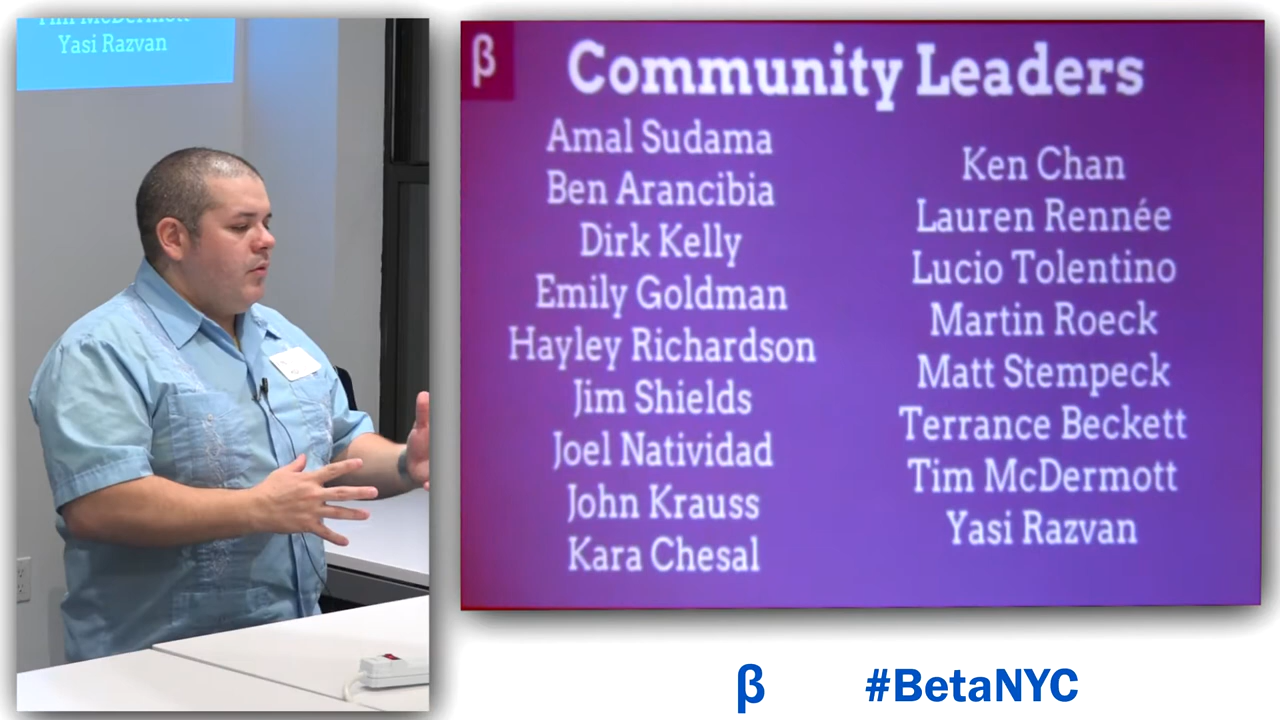 Tim McDermott
Yasi Razvan
β
Community Leaders
Amal Sudama
Ben Arancibia
Dirk Kelly
Emily Goldman
Hayley Richardson
Jim Shields
Joel Natividad
John Krauss
Kara Chesal
Ken Chan
Lauren Rennée
Lucio Tolentino
Martin Roeck
Matt Stempeck
Terrance Beckett
Tim McDermott
Yasi Razvan
β #BetaNYC